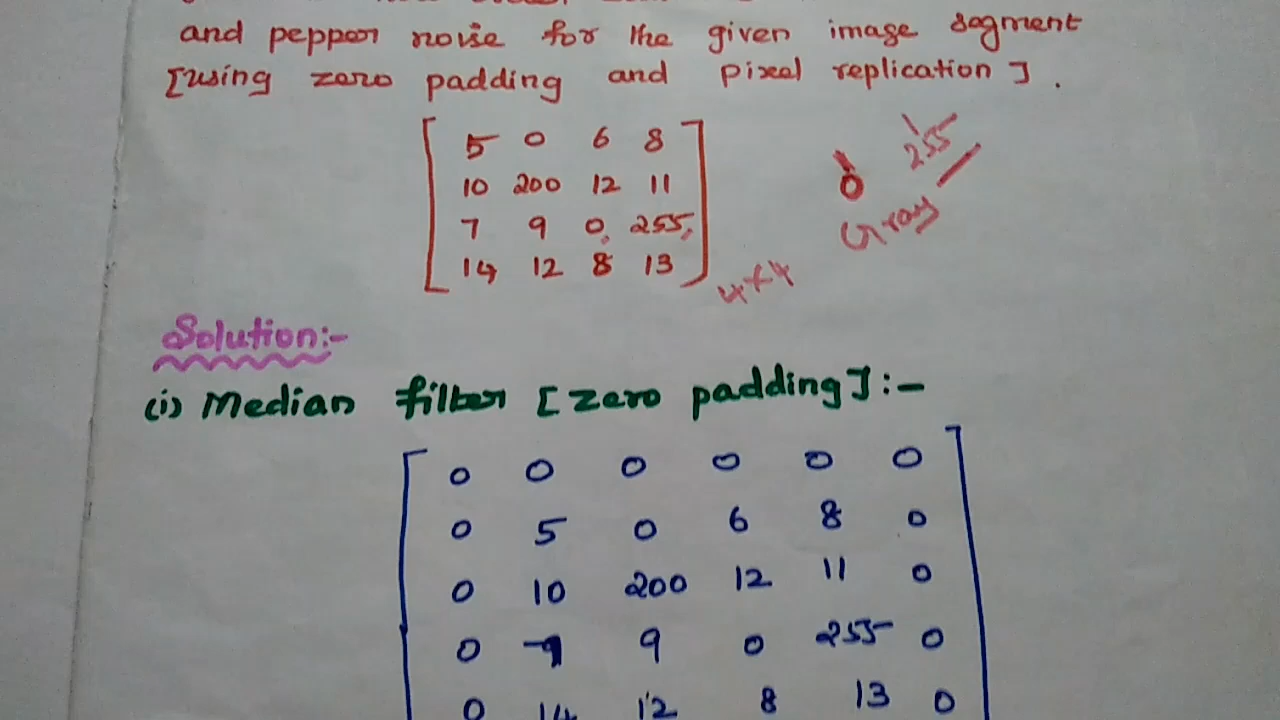 and pepper noise for the given image segment
[using zero padding and pixel replication].
5 0 6 8
10 200 12 11
7 9 0 255
14 12 8 13
4x4
0 255
Gray
Solution:-
(i) Median filter [zero padding]:-
0 0 0 0 0 0
0 5 0 6 8 0
0 10 200 12 11 0
0 9 0 255 0
0 14 12 8 13 0